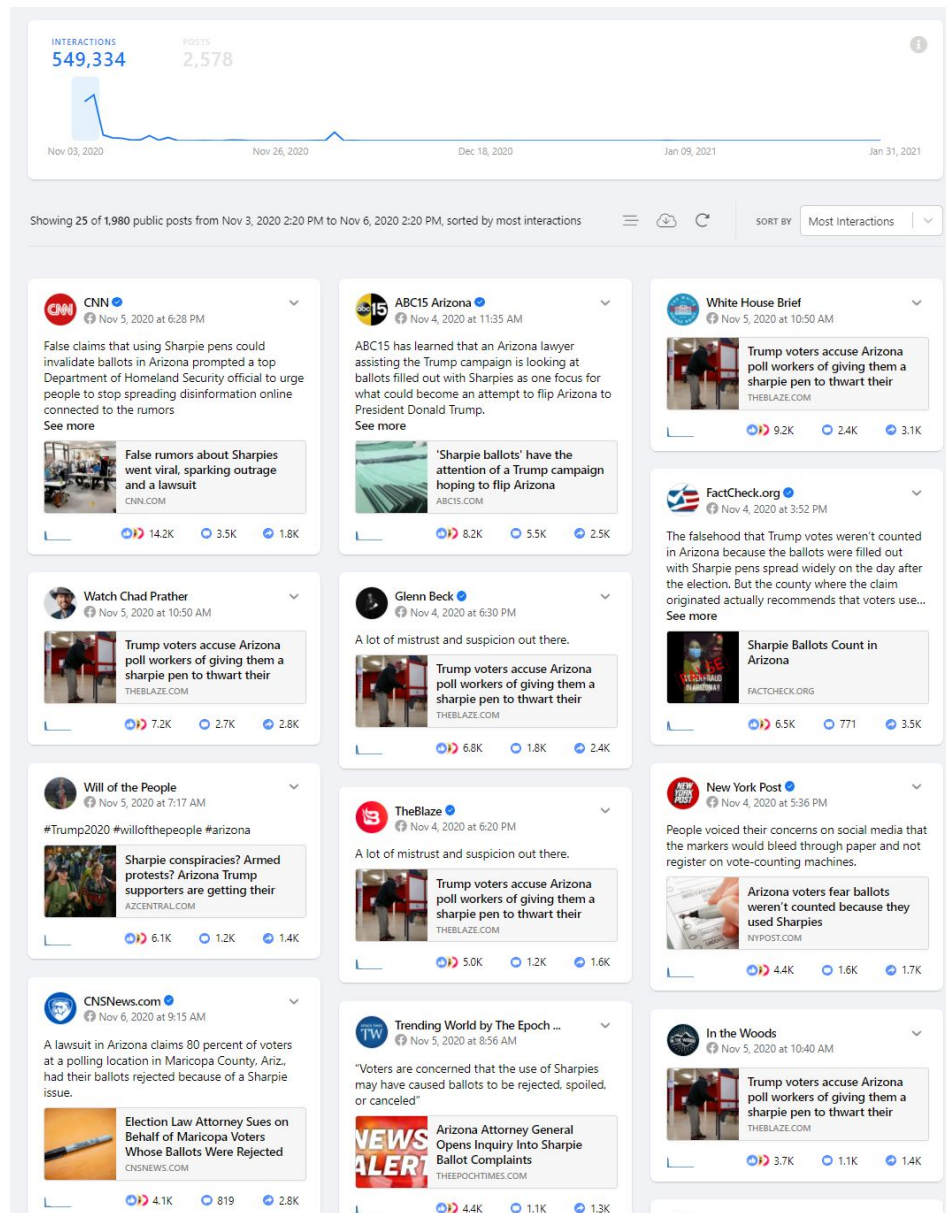 INTERACTIONS
549,334
POSTS
2,578
Nov 03, 2020
Nov 26, 2020
Dec 18, 2020
Jan 09, 2021
Jan 31, 2021
Showing 25 of 1,980 public posts from Nov 3, 2020 2:20 PM to Nov 6, 2020 2:20 PM, sorted by most interactions
SORT BY
Most Interactions
CNN
Nov 5, 2020 at 6:28 PM
False claims that using Sharpie pens could
invalidate ballots in Arizona prompted a top
Department of Homeland Security official to urge
people to stop spreading disinformation online
connected to the rumors
See more
False rumors about Sharpies
went viral, sparking outrage
and a lawsuit
CNN.COM
14.2K 3.5K 1.8K
Watch Chad Prather
Nov 5, 2020 at 10:50 AM
Trump voters accuse Arizona
poll workers of giving them a
sharpie pen to thwart their
THEBLAZE.COM
7.2K 2.7K 2.8K
Will of the People
Nov 5, 2020 at 7:17 AM
#Trump2020 #willofthepeople #arizona
Sharpie conspiracies? Armed
protests? Arizona Trump
supporters are getting their
AZCENTRAL.COM
6.1K 1.2K 1.4K
CNSNews.com
Nov 6, 2020 at 9:15 AM
A lawsuit in Arizona claims 80 percent of voters
at a polling location in Maricopa County, Ariz.,
had their ballots rejected because of a Sharpie
issue.
Election Law Attorney Sues on
Behalf of Maricopa Voters
Whose Ballots Were Rejected
CNSNEWS.COM
4.1K 819 2.8K
abc15
ABC15 Arizona
Nov 4, 2020 at 11:35 AM
ABC15 has learned that an Arizona lawyer
assisting the Trump campaign is looking at
ballots filled out with Sharpies as one focus for
what could become an attempt to flip Arizona to
President Donald Trump.
See more
'Sharpie ballots' have the
attention of a Trump campaign
hoping to flip Arizona
ABC15.COM
8.2K 5.5K 2.5K
Glenn Beck
Nov 4, 2020 at 6:30 PM
A lot of mistrust and suspicion out there.
Trump voters accuse Arizona
poll workers of giving them a
sharpie pen to thwart their
THEBLAZE.COM
6.8K 1.8K 2.4K
TheBlaze
Nov 4, 2020 at 6:20 PM
A lot of mistrust and suspicion out there.
Trump voters accuse Arizona
poll workers of giving them a
sharpie pen to thwart their
THEBLAZE.COM
5.0K 1.2K 1.6K
TW
Trending World by The Epoch ...
Nov 5, 2020 at 8:56 AM
"Voters are concerned that the use of Sharpies
may have caused ballots to be rejected, spoiled,
or canceled"
NEWS
ALERT
Arizona Attorney General
Opens Inquiry Into Sharpie
Ballot Complaints
THEEPOCHTIMES.COM
4.4K 1.1K 1.3K
White House Brief
Nov 5, 2020 at 10:50 AM
Trump voters accuse Arizona
poll workers of giving them a
sharpie pen to thwart their
THEBLAZE.COM
9.2K 2.4K 3.1K
FactCheck.org
Nov 4, 2020 at 3:52 PM
The falsehood that Trump votes weren't counted
in Arizona because the ballots were filled out
with Sharpie pens spread widely on the day after
the election. But the county where the claim
originated actually recommends that voters use...
See more
Sharpie Ballots Count in
Arizona
FACTCHECK.ORG
6.5K 771 3.5K
NEW
YORK
POST
New York Post
Nov 4, 2020 at 5:36 PM
People voiced their concerns on social media that
the markers would bleed through paper and not
register on vote-counting machines.
Arizona voters fear ballots
weren't counted because they
used Sharpies
NYPOST.COM
4.4K 1.6K 1.7K
In the Woods
Nov 5, 2020 at 10:40 AM
Trump voters accuse Arizona
poll workers of giving them a
sharpie pen to thwart their
THEBLAZE.COM
3.7K 1.1K 1.4K